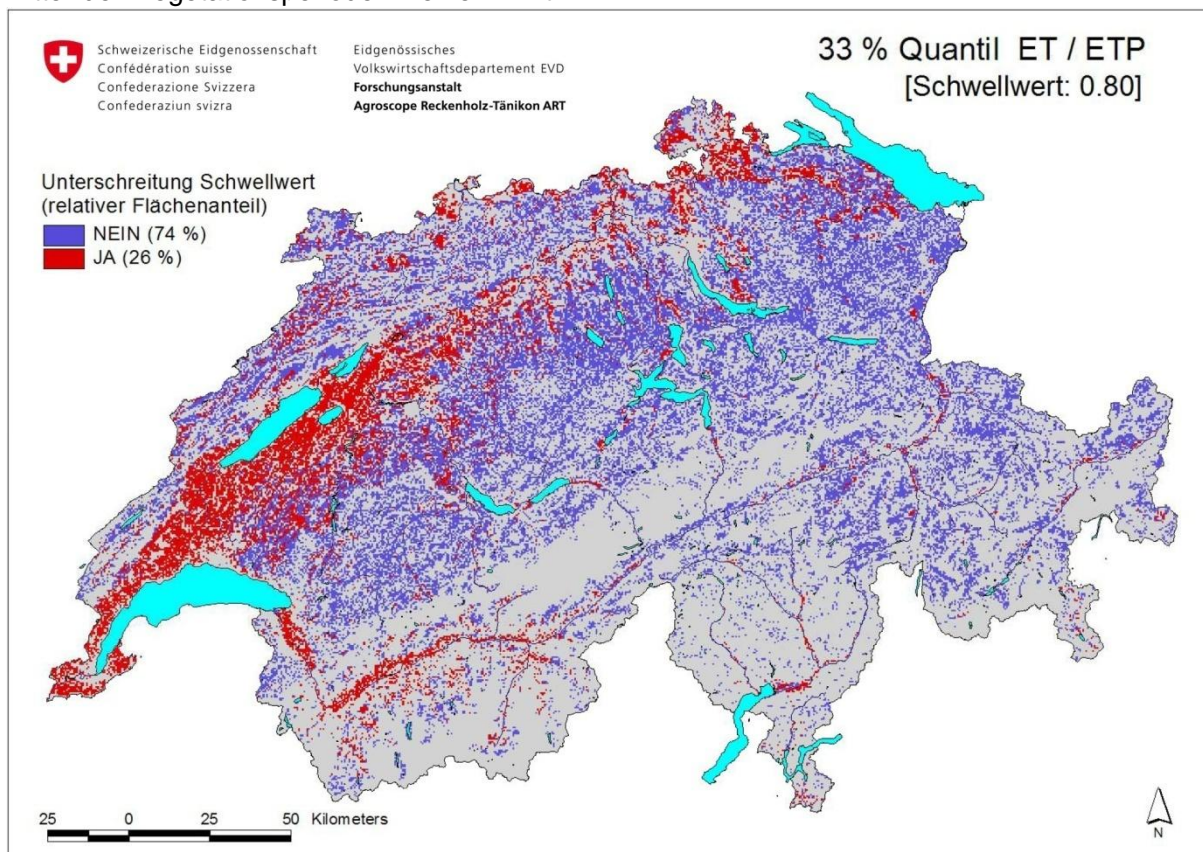 Schweizerische Eidgenossenschaft
Confédération suisse
Confederazione Svizzera
Confederaziun svizra
Eidgenössisches
Volkswirtschaftsdepartement EVD
Forschungsanstalt
Agroscope Reckenholz-Tänikon ART
33 % Quantil ET / ETP
[Schwellwert: 0.80]
Unterschreitung Schwellwert
(relativer Flächenanteil)
NEIN (74 %)
JA (26 %)
25 0 25 50 Kilometers
N